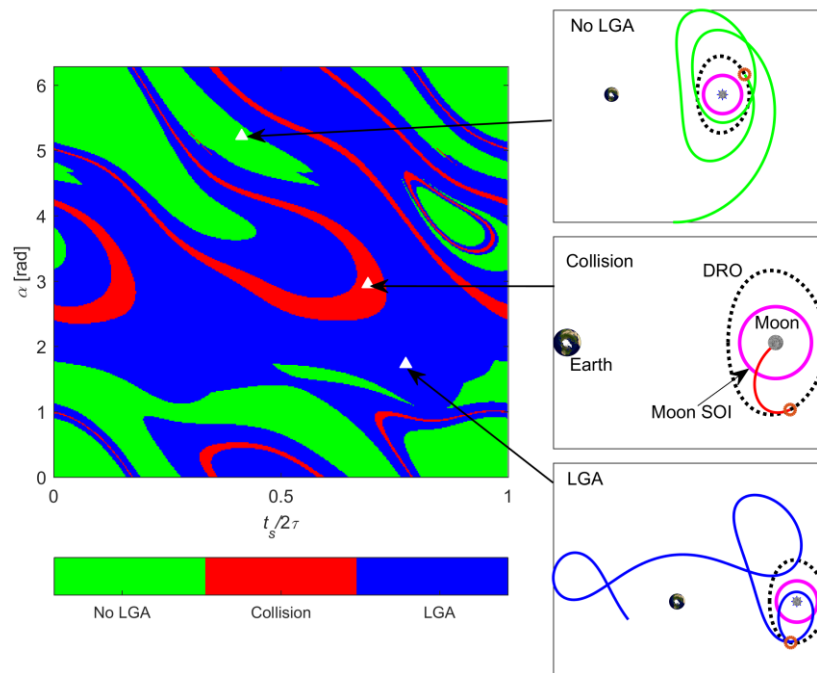 No LGA
6
5
4
3
2
1
0
α [rad]
0
0.5
1
t_s/2τ
Collision
DRO
Moon
Earth
Moon SOI
LGA
No LGA
Collision
LGA